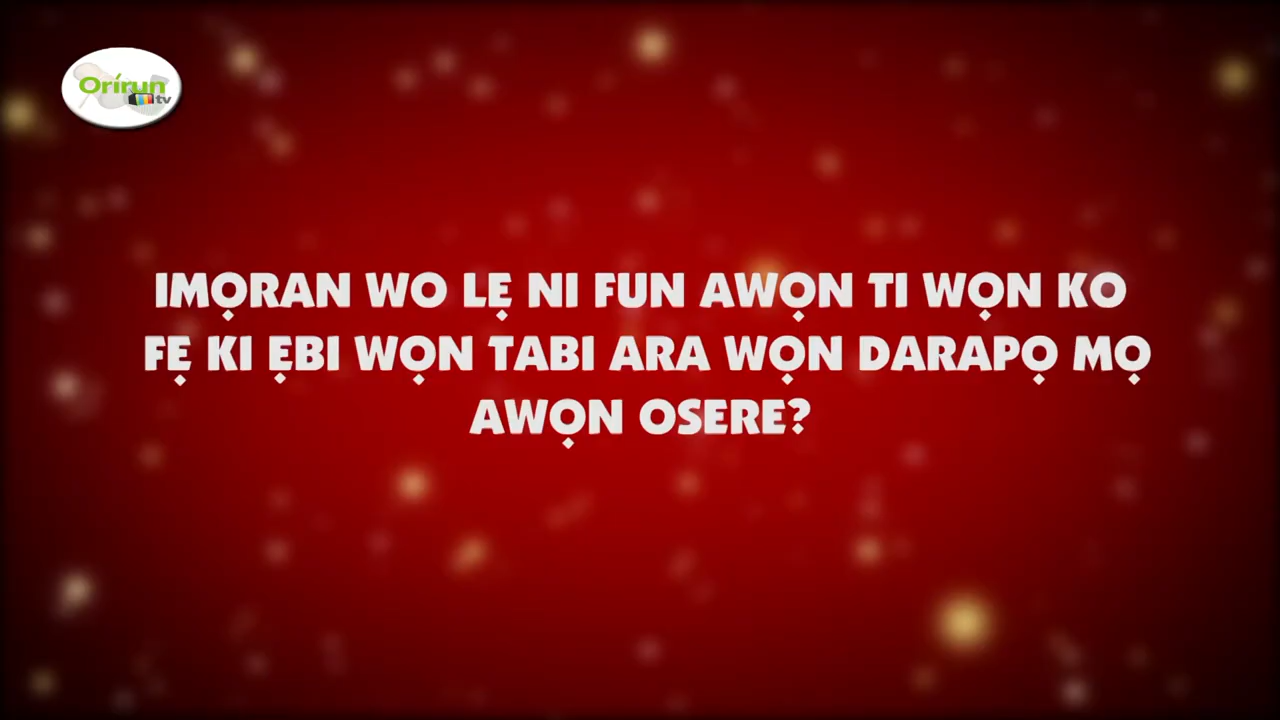 Orírun
tv
IMỌRAN WO LẸ NI FUN AWỌN TI WỌN KO
FẸ KI ẸBI WỌN TABI ARA WỌN DARAPỌ MỌ
AWỌN OSERE?